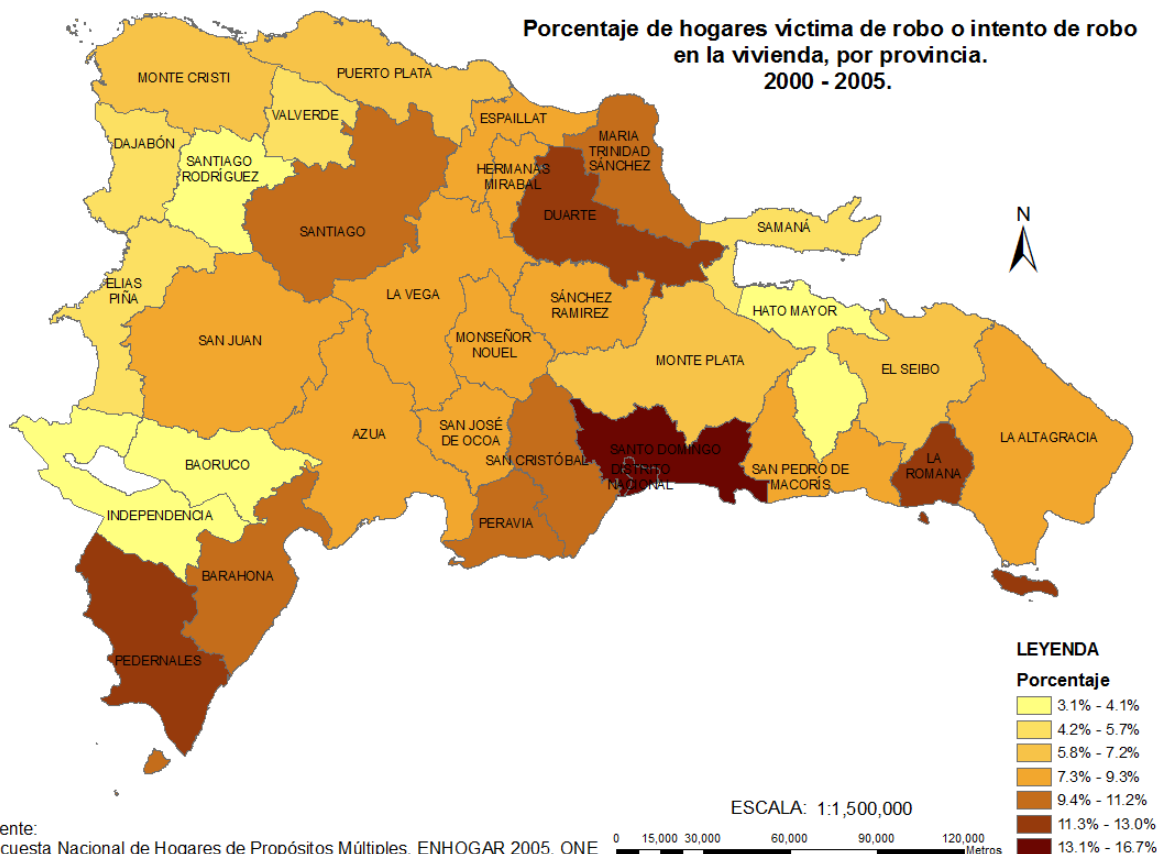 Porcentaje de hogares víctima de robo o intento de robo
en la vivienda, por provincia.
2000 - 2005.
MONTE CRISTI
PUERTO PLATA
VALVERDE
ESPAILLAT
DAJABÓN
MARIA
TRINIDAD
SÁNCHEZ
SANTIAGO
RODRÍGUEZ
HERMANAS
MIRABAL
DUARTE
SANTIAGO
SAMANÁ
N
ELIAS
PIÑA
LA VEGA
SÁNCHEZ
RAMIREZ
HATO MAYOR
SAN JUAN
MONSEÑOR
NOUEL
MONTE PLATA
EL SEIBO
AZUA
SAN JOSÉ
DE OCOA
LA ALTAGRACIA
SANTO DOMINGO
SAN CRISTÓBAL
DISTRITO
NACIONAL
SAN PEDRO DE
MACORÍS
LA
ROMANA
BAORUCO
INDEPENDENCIA
PERAVIA
BARAHONA
PEDERNALES
LEYENDA
Porcentaje
3.1% - 4.1%
4.2% - 5.7%
5.8% - 7.2%
7.3% - 9.3%
9.4% - 11.2%
11.3% - 13.0%
13.1% - 16.7%
ESCALA: 1:1,500,000
0 15,000 30,000 60,000 90,000 120,000
Metros
ente:
cuesta Nacional de Hogares de Propósitos Múltiples, ENHOGAR 2005, ONE